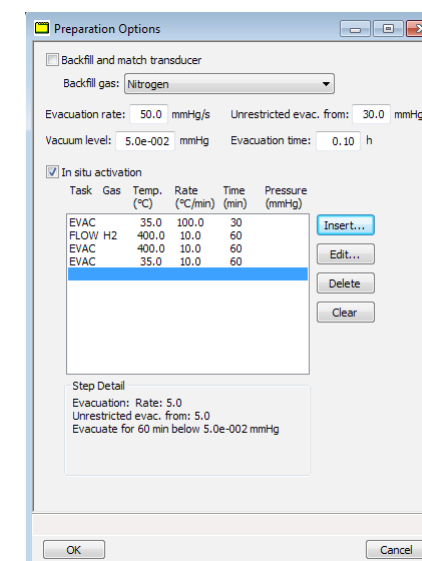 Preparation Options
Backfill and match transducer
Backfill gas: Nitrogen
Evacuation rate: 50.0 mmHg/s Unrestricted evac. from: 30.0 mmHg
Vacuum level: 5.0e-002 mmHg Evacuation time: 0.10 h
In situ activation
Task Gas Temp. Rate Time Pressure
(°C) (°C/min) (min) (mmHg)
EVAC 35.0 100.0 30
FLOW H2 400.0 10.0 60
EVAC 400.0 10.0 60
EVAC 35.0 10.0 60
Insert...
Edit...
Delete
Clear
Step Detail
Evacuation: Rate: 5.0
Unrestricted evac. from: 5.0
Evacuate for 60 min below 5.0e-002 mmHg
OK Cancel